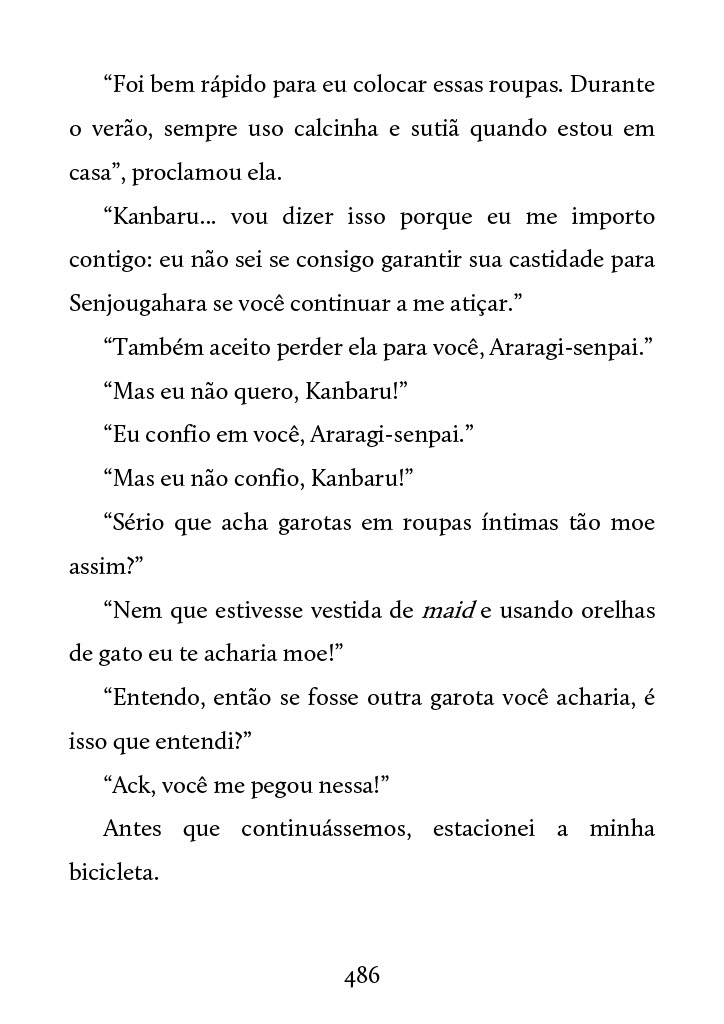 “Foi bem rápido para eu colocar essas roupas. Durante
o verão, sempre uso calcinha e sutiã quando estou em
casa”, proclamou ela.
“Kanbaru... vou dizer isso porque eu me importo
contigo: eu não sei se consigo garantir sua castidade para
Senjougahara se você continuar a me atiçar.”
“Também aceito perder ela para você, Araragi-senpai.”
“Mas eu não quero, Kanbaru!”
“Eu confio em você, Araragi-senpai.”
“Mas eu não confio, Kanbaru!”
“Sério que acha garotas em roupas íntimas tão moe
assim?”
“Nem que estivesse vestida de maid e usando orelhas
de gato eu te acharia moe!”
“Entendo, então se fosse outra garota você acharia, é
isso que entendi?”
“Ack, você me pegou nessa!”
Antes que continuássemos, estacionei a minha
bicicleta.
486